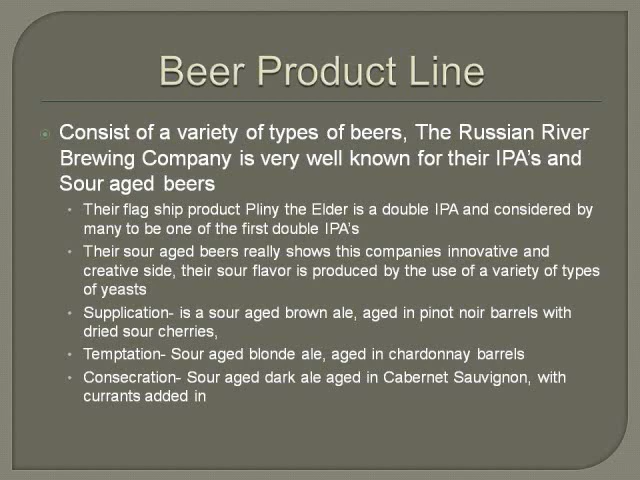 Beer Product Line
Consist of a variety of types of beers, The Russian River
Brewing Company is very well known for their IPA's and
Sour aged beers
Their flag ship product Pliny the Elder is a double IPA and considered by
many to be one of the first double IPA's
Their sour aged beers really shows this companies innovative and
creative side, their sour flavor is produced by the use of a variety of types
of yeasts
Supplication- is a sour aged brown ale, aged in pinot noir barrels with
dried sour cherries,
Temptation- Sour aged blonde ale, aged in chardonnay barrels
Consecration- Sour aged dark ale aged in Cabernet Sauvignon, with
currants added in